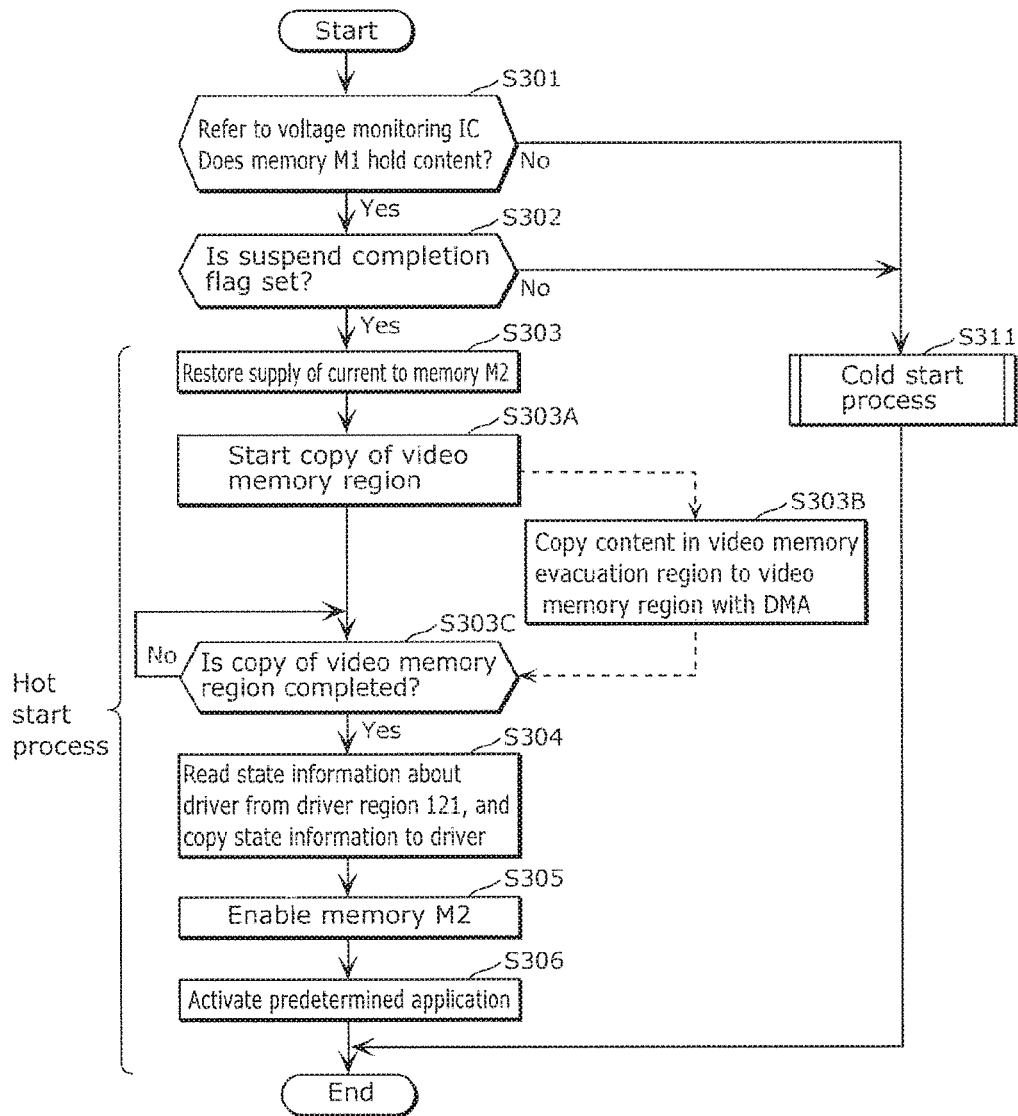 Start
S301
Refer to voltage monitoring IC
Does memory M1 hold content?
No
Yes
S302
Is suspend completion
flag set?
No
Yes
S303
Restore supply of current to memory M2
S311
Cold start
process
S303A
Start copy of video
memory region
S303B
Copy content in video memory
evacuation region to video
memory region with DMA
S303C
No
Is copy of video memory
region completed?
Hot
start
process
Yes
S304
Read state information about
driver from driver region 121, and
copy state information to driver
S305
Enable memory M2
S306
Activate predetermined application
End